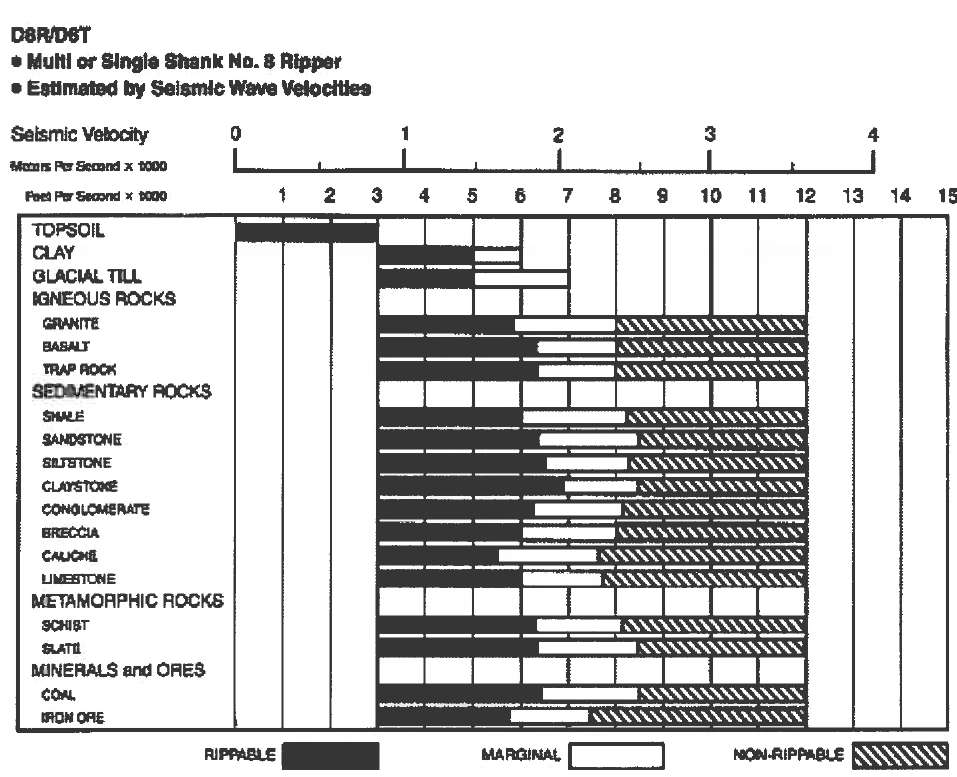 D8R/D8T
• Multi or Single Shank No. 8 Ripper
• Estimated by Seismic Wave Velocities
Seismic Velocity 0 1 2 3 4
Meters Per Second × 1000
Feet Per Second × 1000 1 2 3 4 5 6 7 8 9 10 11 12 13 14 15
TOPSOIL
CLAY
GLACIAL TILL
IGNEOUS ROCKS
GRANITE
BASALT
TRAP ROCK
SEDIMENTARY ROCKS
SHALE
SANDSTONE
SILTSTONE
CLAYSTONE
CONGLOMERATE
BRECCIA
CALICHE
LIMESTONE
METAMORPHIC ROCKS
SCHIST
SLATE
MINERALS and ORES
COAL
IRON ORE
RIPPABLE MARGINAL NON-RIPPABLE